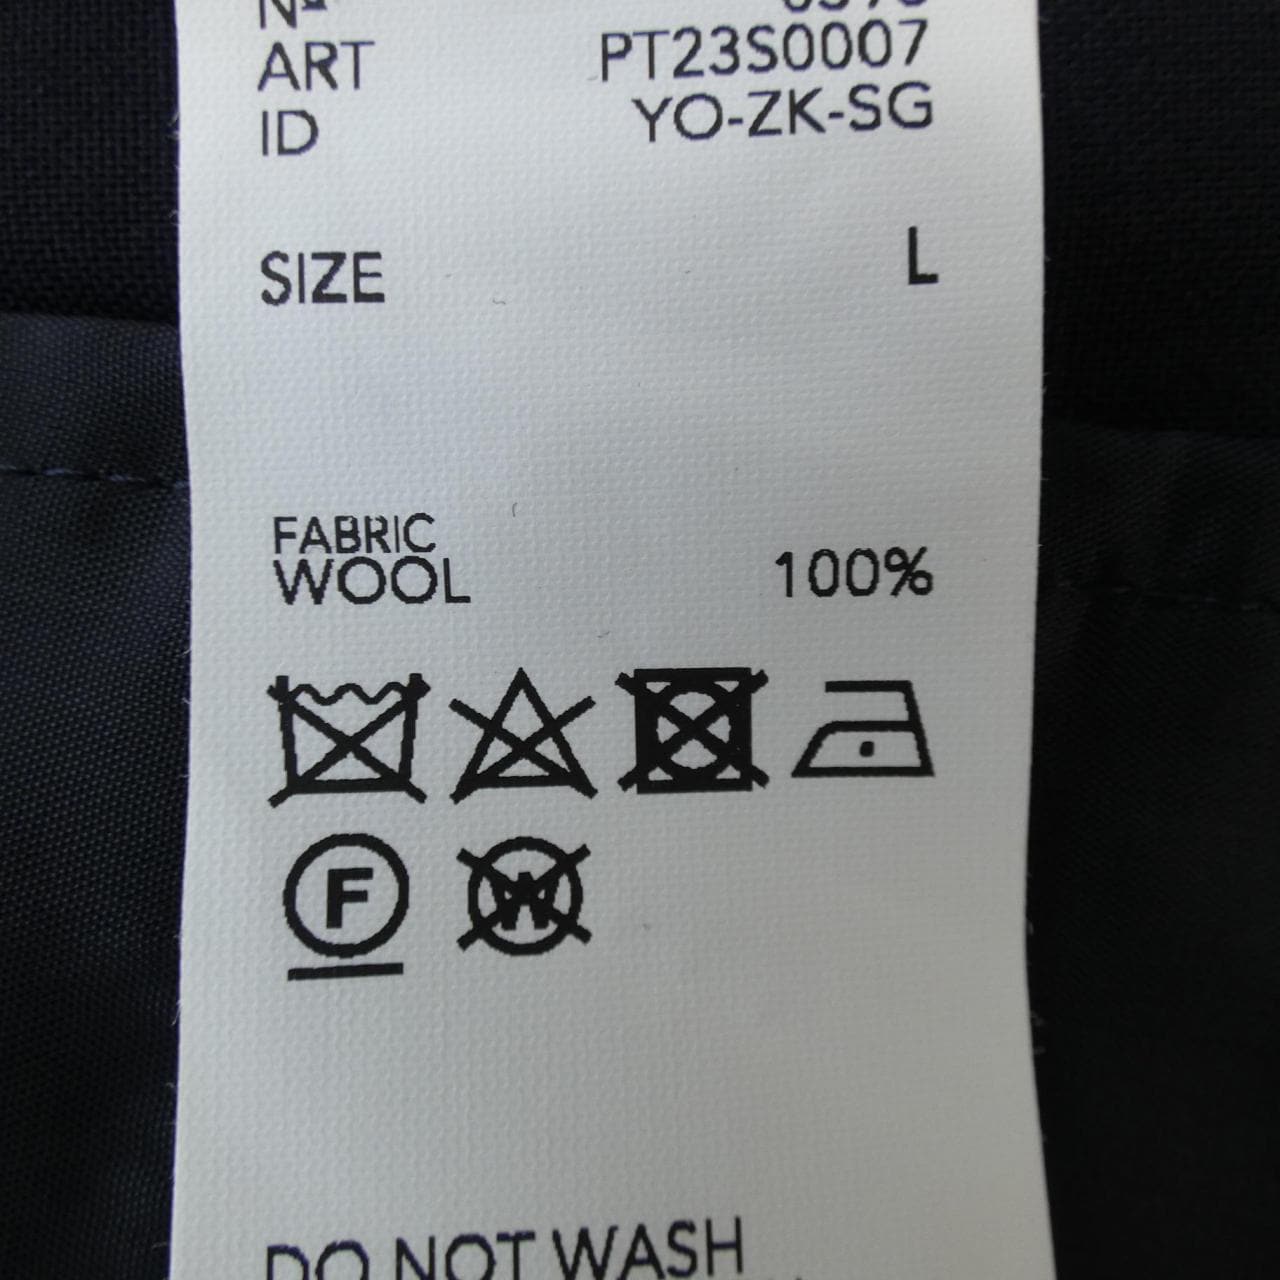 ART PT23S0007
ID YO-ZK-SG
SIZE L
FABRIC
WOOL 100%
F
W
DO NOT WASH